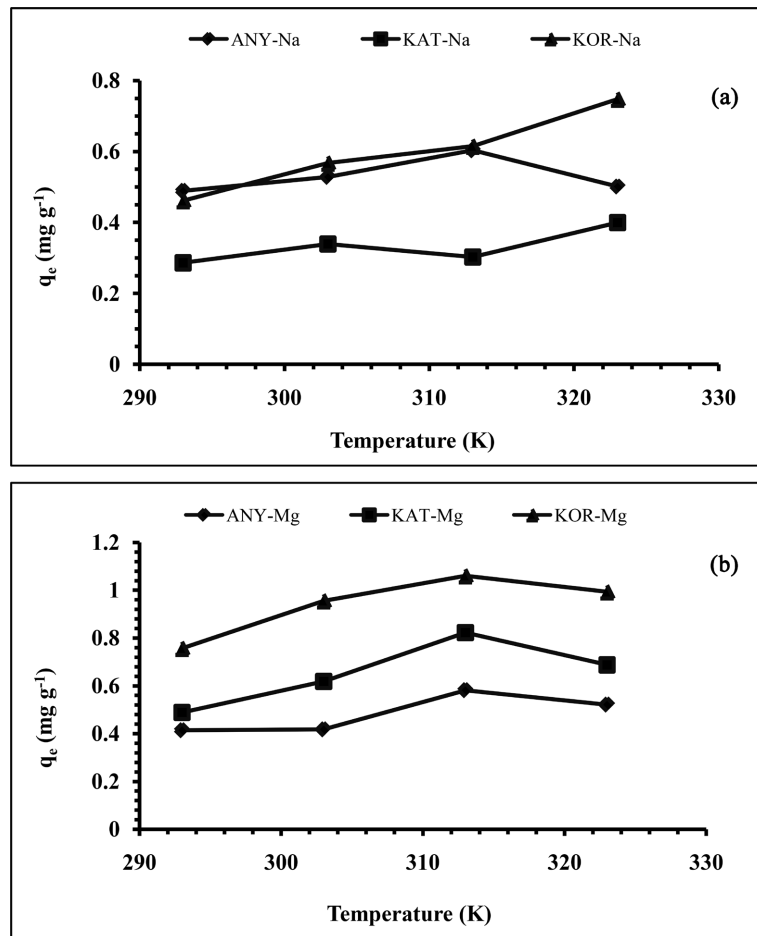 ANY-Na KAT-Na KOR-Na
(a)
0.8
0.6
0.4
0.2
0
qe (mg g-1)
290 300 310 320 330
Temperature (K)
ANY-Mg KAT-Mg KOR-Mg
(b)
1.2
1
0.8
0.6
0.4
0.2
0
qe (mg g-1)
290 300 310 320 330
Temperature (K)